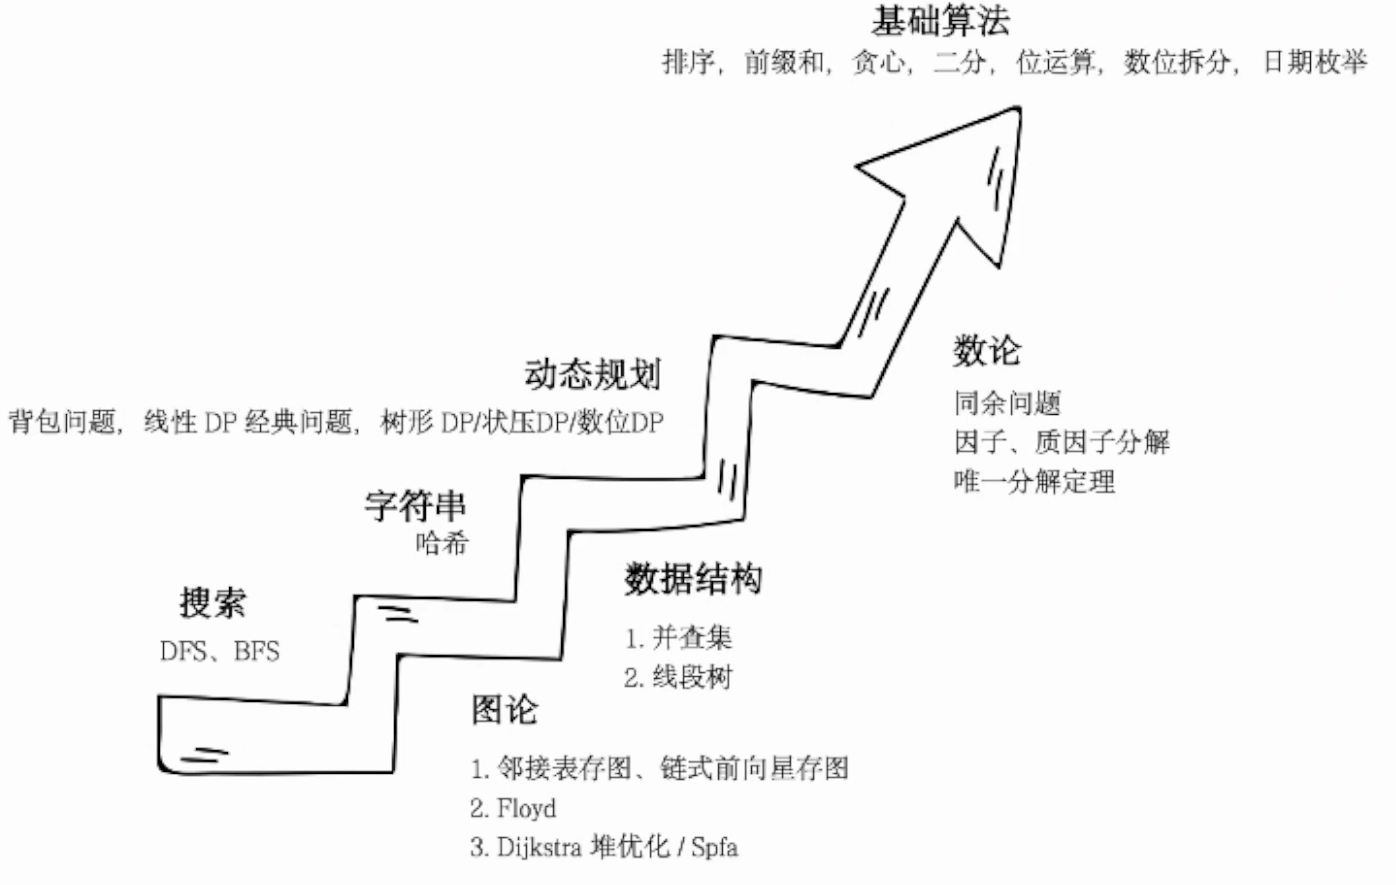 基础算法
排序，前缀和，贪心，二分，位运算，数位拆分，日期枚举
数论
同余问题
因子、质因子分解
唯一分解定理
动态规划
背包问题，线性 DP 经典问题，树形 DP/状压DP/数位DP
字符串
哈希
数据结构
1. 并查集
2. 线段树
搜索
DFS、BFS
图论
1. 邻接表存图、链式前向星存图
2. Floyd
3. Dijkstra 堆优化 / Spfa